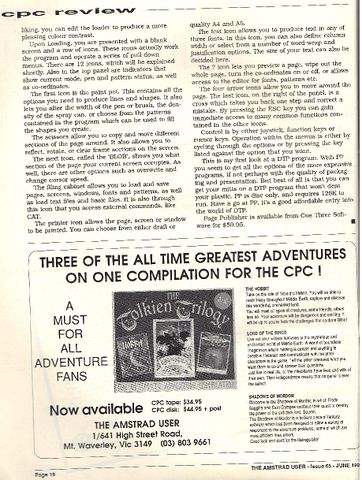 cpc review
liking, you can edit the loader to produce a more
pleasing colour contrast.
Upon Loading, you are presented with a blank
screen and a row of icons. These icons actually work
the program and operate a series of pull down
menus. There are 12 icons, which will be explained
shortly. Also in the top panel are indicators that
show current mode, pen and pattern status, as well
as co-ordinates.
The first icon is the paint pot. This contains all the
options you need to produce lines and shapes. It also
lets you alter the width of the pen or brush, the den-
sity of the spray can, or choose from the patterns
contained in the program which can be used to fill
the shapes you create.
The scissors allow you to copy and move different
sections of the page around. It also allows you to
reflect, rotate, or clear frame sections on the screen.
The next icon, called the 'BLOB', shows you what
section of the page your current screen occupies. As
well, there are other options such as overwrite and
change cursor speed.
The filing cabinet allows you to load and save
pages, screens, windows, fonts and patterns, as well
as load text files and basic files. It is also through
this icon that you access external commands, like
CAT.
The printer icon allows the page, screen or window
to be printed. You can choose from either draft or
quality A4 and A5.
The text icon allows you to produce text in any of
three fonts. In this icon, you can also define column
width or select from a number of word-wrap and
justification options. The size of your text can also be
decided here.
The ? icon lets you preview a page, wipe out the
whole page, turn the co-ordinates on or off, or allows
access to the editor for fonts, patterns etc.
The four arrow icons allow you to move around the
page. The last icon, on the right of the panel, is a
cross which takes you back one step and corrects a
mistake. By pressing the ESC key you can gain
immediate access to many common functions con-
tained in the other icons.
Control is by either joystick, function keys or
cursor keys. Operation within the menus is either by
cycling through the options or by pressing the key
listed against the option that you want.
This is my first look at a DTP program. With PP
you seem to get all the options of the more expensive
programs, if not perhaps with the quality of packag-
ing and presentation. But best of all is that you can
get your mitts on a DTP program that won't dent
your plastic. PP is disc only, and requires 128K to
run. Have a go at PP, it's a good affordable entry into
the world of DTP.
Page Publisher is available from Cue Three Soft-
ware for $59.95.
THREE OF THE ALL TIME GREATEST ADVENTURES
ON ONE COMPILATION FOR THE CPC !
A
MUST
FOR
ALL
ADVENTURE
FANS
THE
Tolkien Trilogy
THE HOBBIT
LORD OF THE RINGS
SHADOWS OF MORDOR
Now available
CPC tape: $34.95
CPC disk: $44.95 + post
THE AMSTRAD USER
1/641 High Street Road,
Mt. Waverley, Vic 3149 (03) 803 9661
Page 18
THE AMSTRAD USER - Issue 65 - JUNE